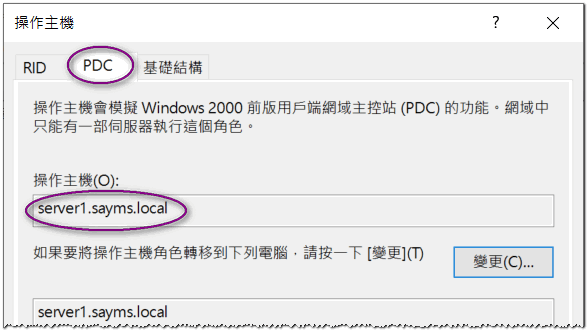 操作主機
? ×
RID PDC 基礎結構
操作主機會模擬 Windows 2000 前版用戶端網域主控站 (PDC) 的功能。網域中
只能有一部伺服器執行這個角色。
操作主機(O):
server1.sayms.local
如果要將操作主機角色轉移到下列電腦，請按一下 [變更](T)
變更(C)...
server1.sayms.local